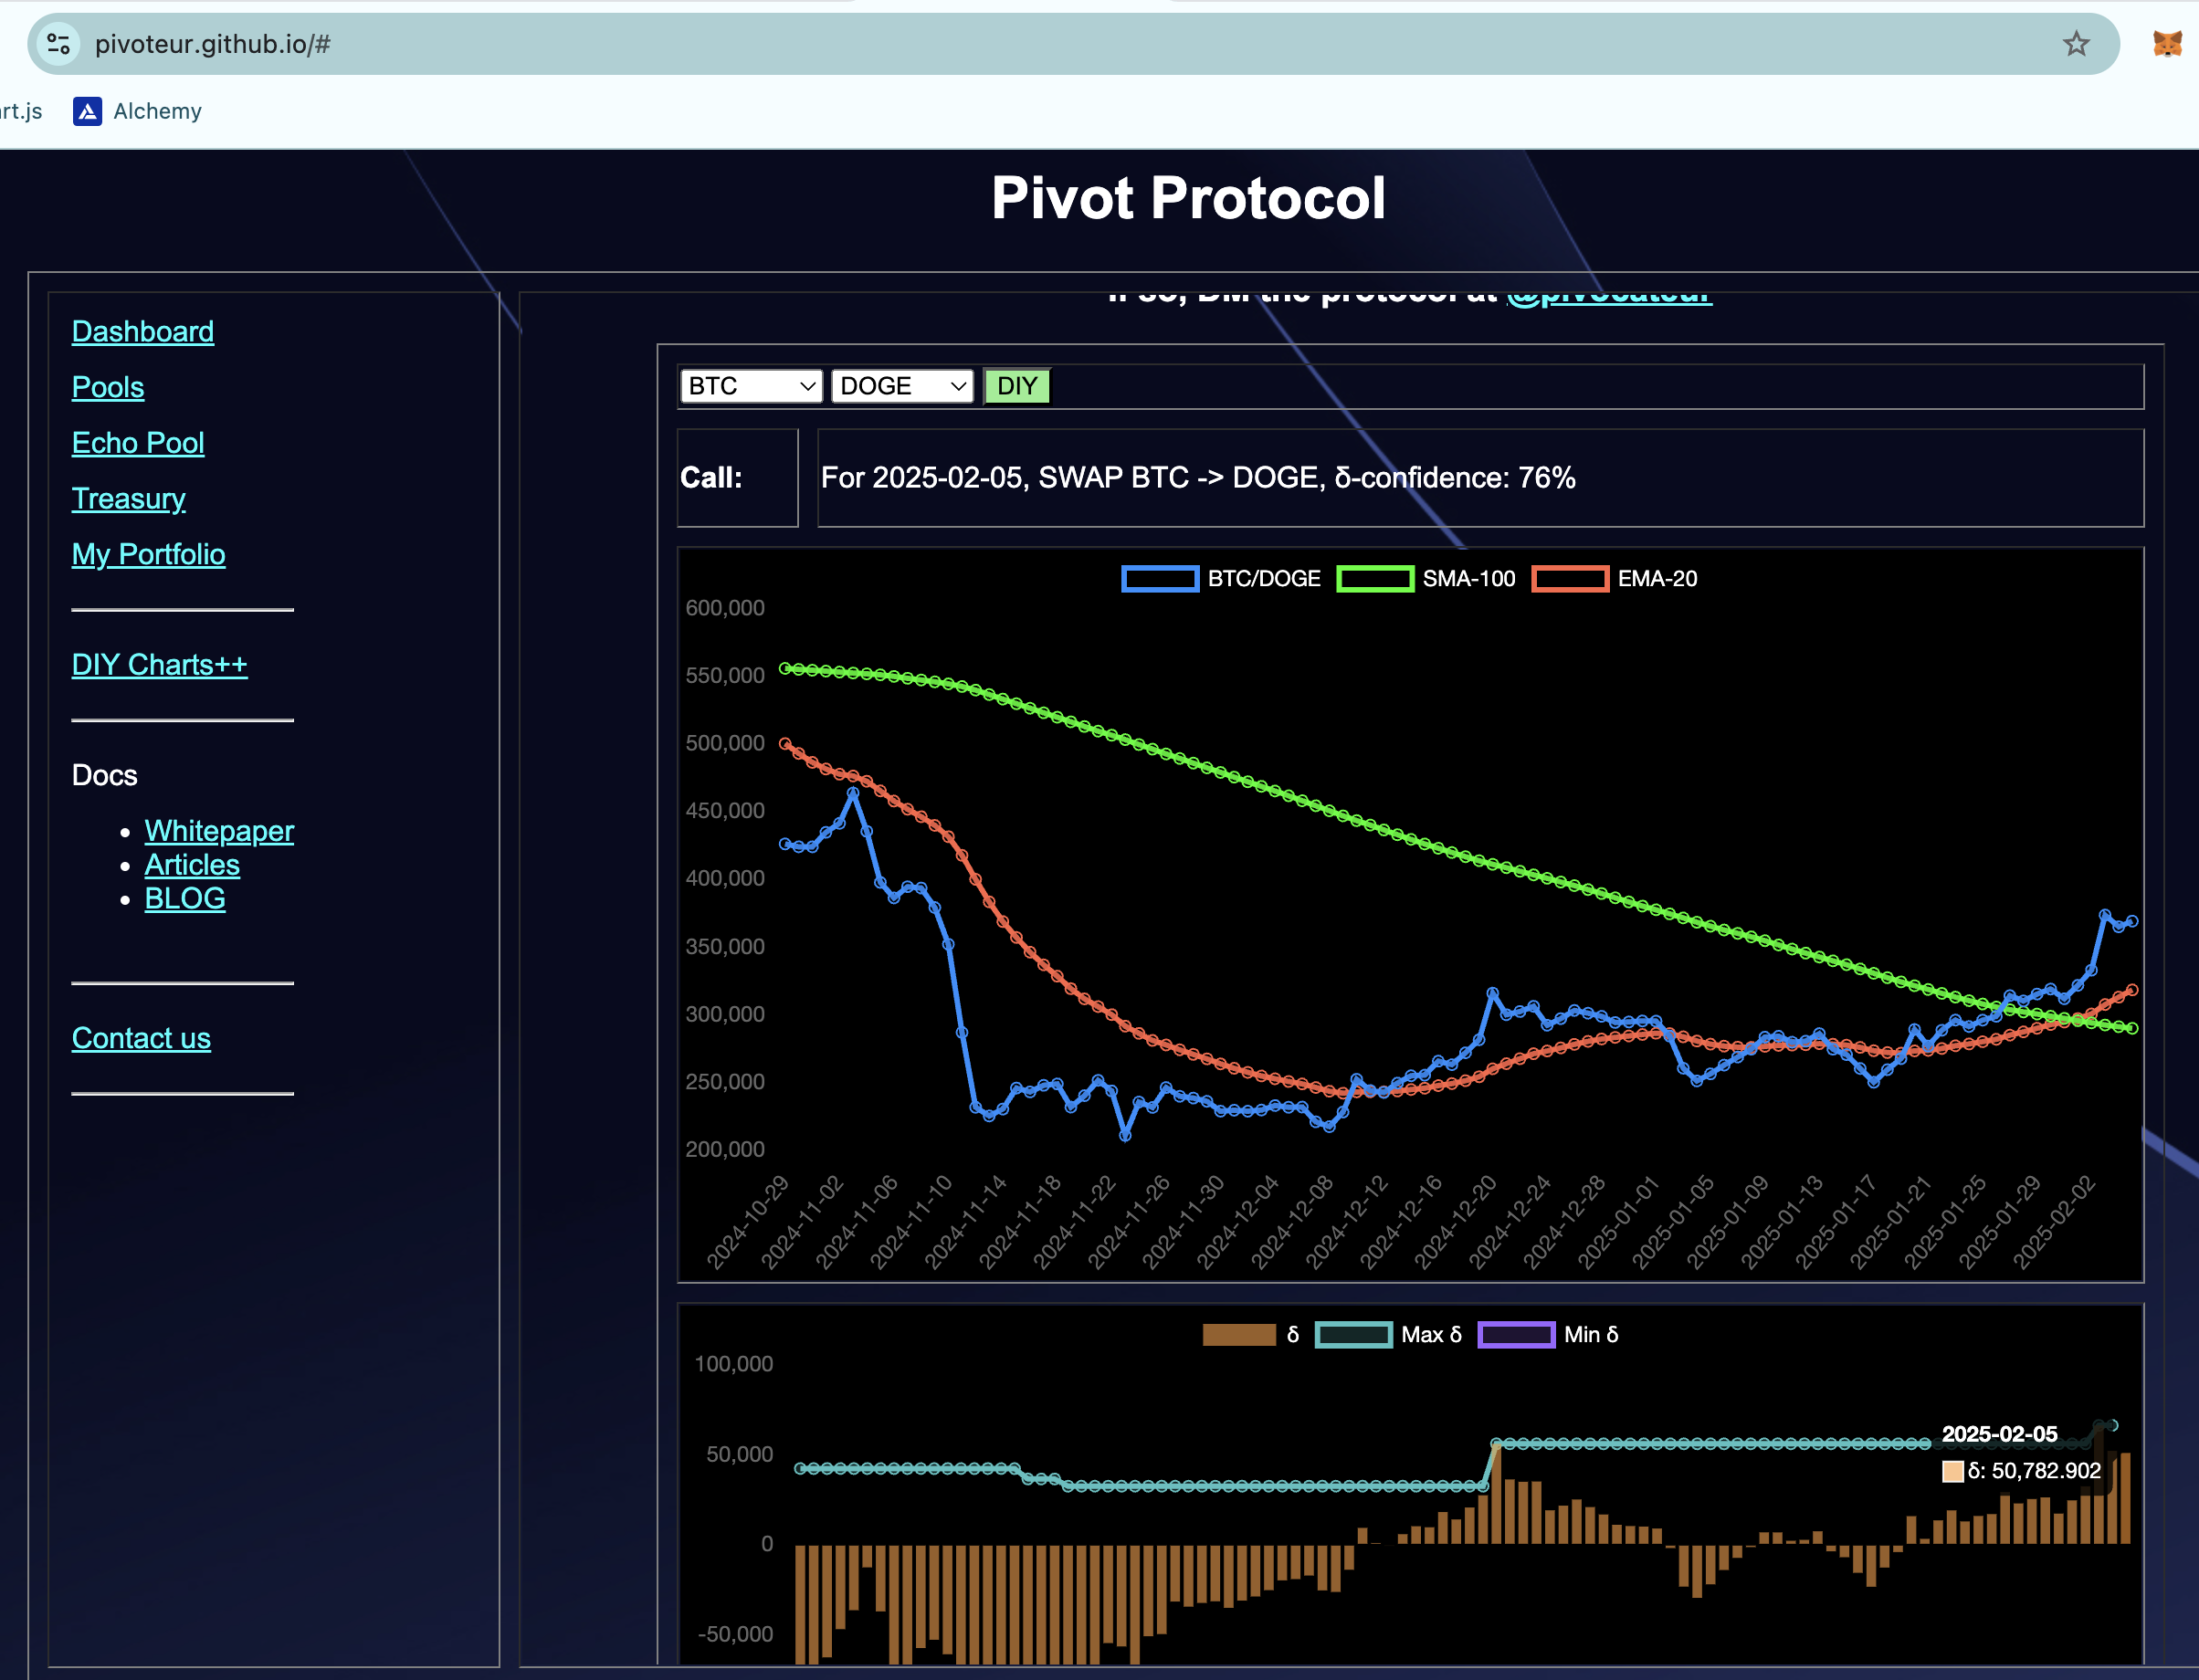 pivoteur.github.io/#
rt.js Alchemy
Pivot Protocol
If so, DM the protocol at @pivocateur
Dashboard
Pools
Echo Pool
Treasury
My Portfolio
DIY Charts++
Docs
Whitepaper
Articles
BLOG
Contact us
BTC DOGE DIY
Call: For 2025-02-05, SWAP BTC -> DOGE, δ-confidence: 76%
BTC/DOGE SMA-100 EMA-20
600,000
550,000
500,000
450,000
400,000
350,000
300,000
250,000
200,000
2024-10-29 2024-11-02 2024-11-06 2024-11-10 2024-11-14 2024-11-18 2024-11-22 2024-11-26 2024-11-30 2024-12-04 2024-12-08 2024-12-12 2024-12-16 2024-12-20 2024-12-24 2024-12-28 2025-01-01 2025-01-05 2025-01-09 2025-01-13 2025-01-17 2025-01-21 2025-01-25 2025-01-29 2025-02-02
δ Max δ Min δ
100,000
50,000
0
-50,000
2025-02-05
δ: 50,782.902